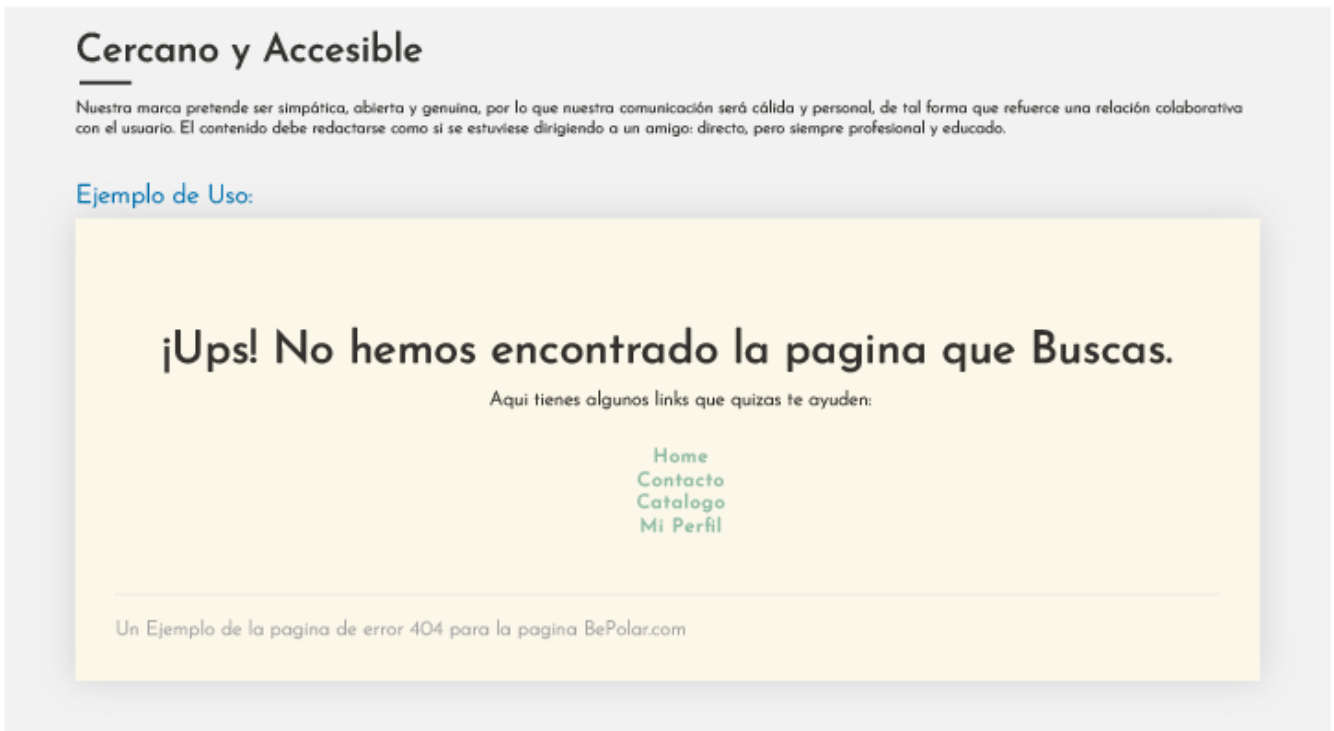 Cercano y Accesible
Nuestra marca pretende ser simpática, abierta y genuina, por lo que nuestra comunicación será cálida y personal, de tal forma que refuerce una relación colaborativa
con el usuario. El contenido debe redactarse como si se estuviese dirigiendo a un amigo: directo, pero siempre profesional y educado.
Ejemplo de Uso:
¡Ups! No hemos encontrado la pagina que Buscas.
Aqui tienes algunos links que quizas te ayuden:
Home
Contacto
Catalogo
Mi Perfil
Un Ejemplo de la pagina de error 404 para la pagina BePolar.com